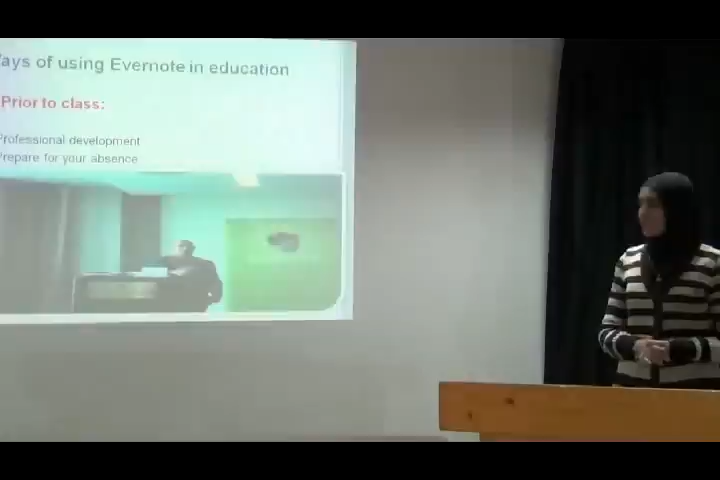 ays of using Evernote in education
Prior to class:
Professional development
Prepare for your absence